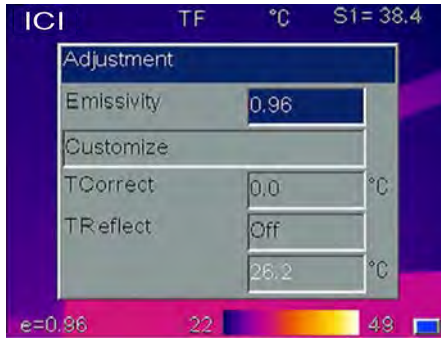 ICI TF °C S1= 38.4
Adjustment
Emissivity 0.96
Customize
TCorrect 0.0 °C
TReflect Off
26.2 °C
e=0.96 22 49